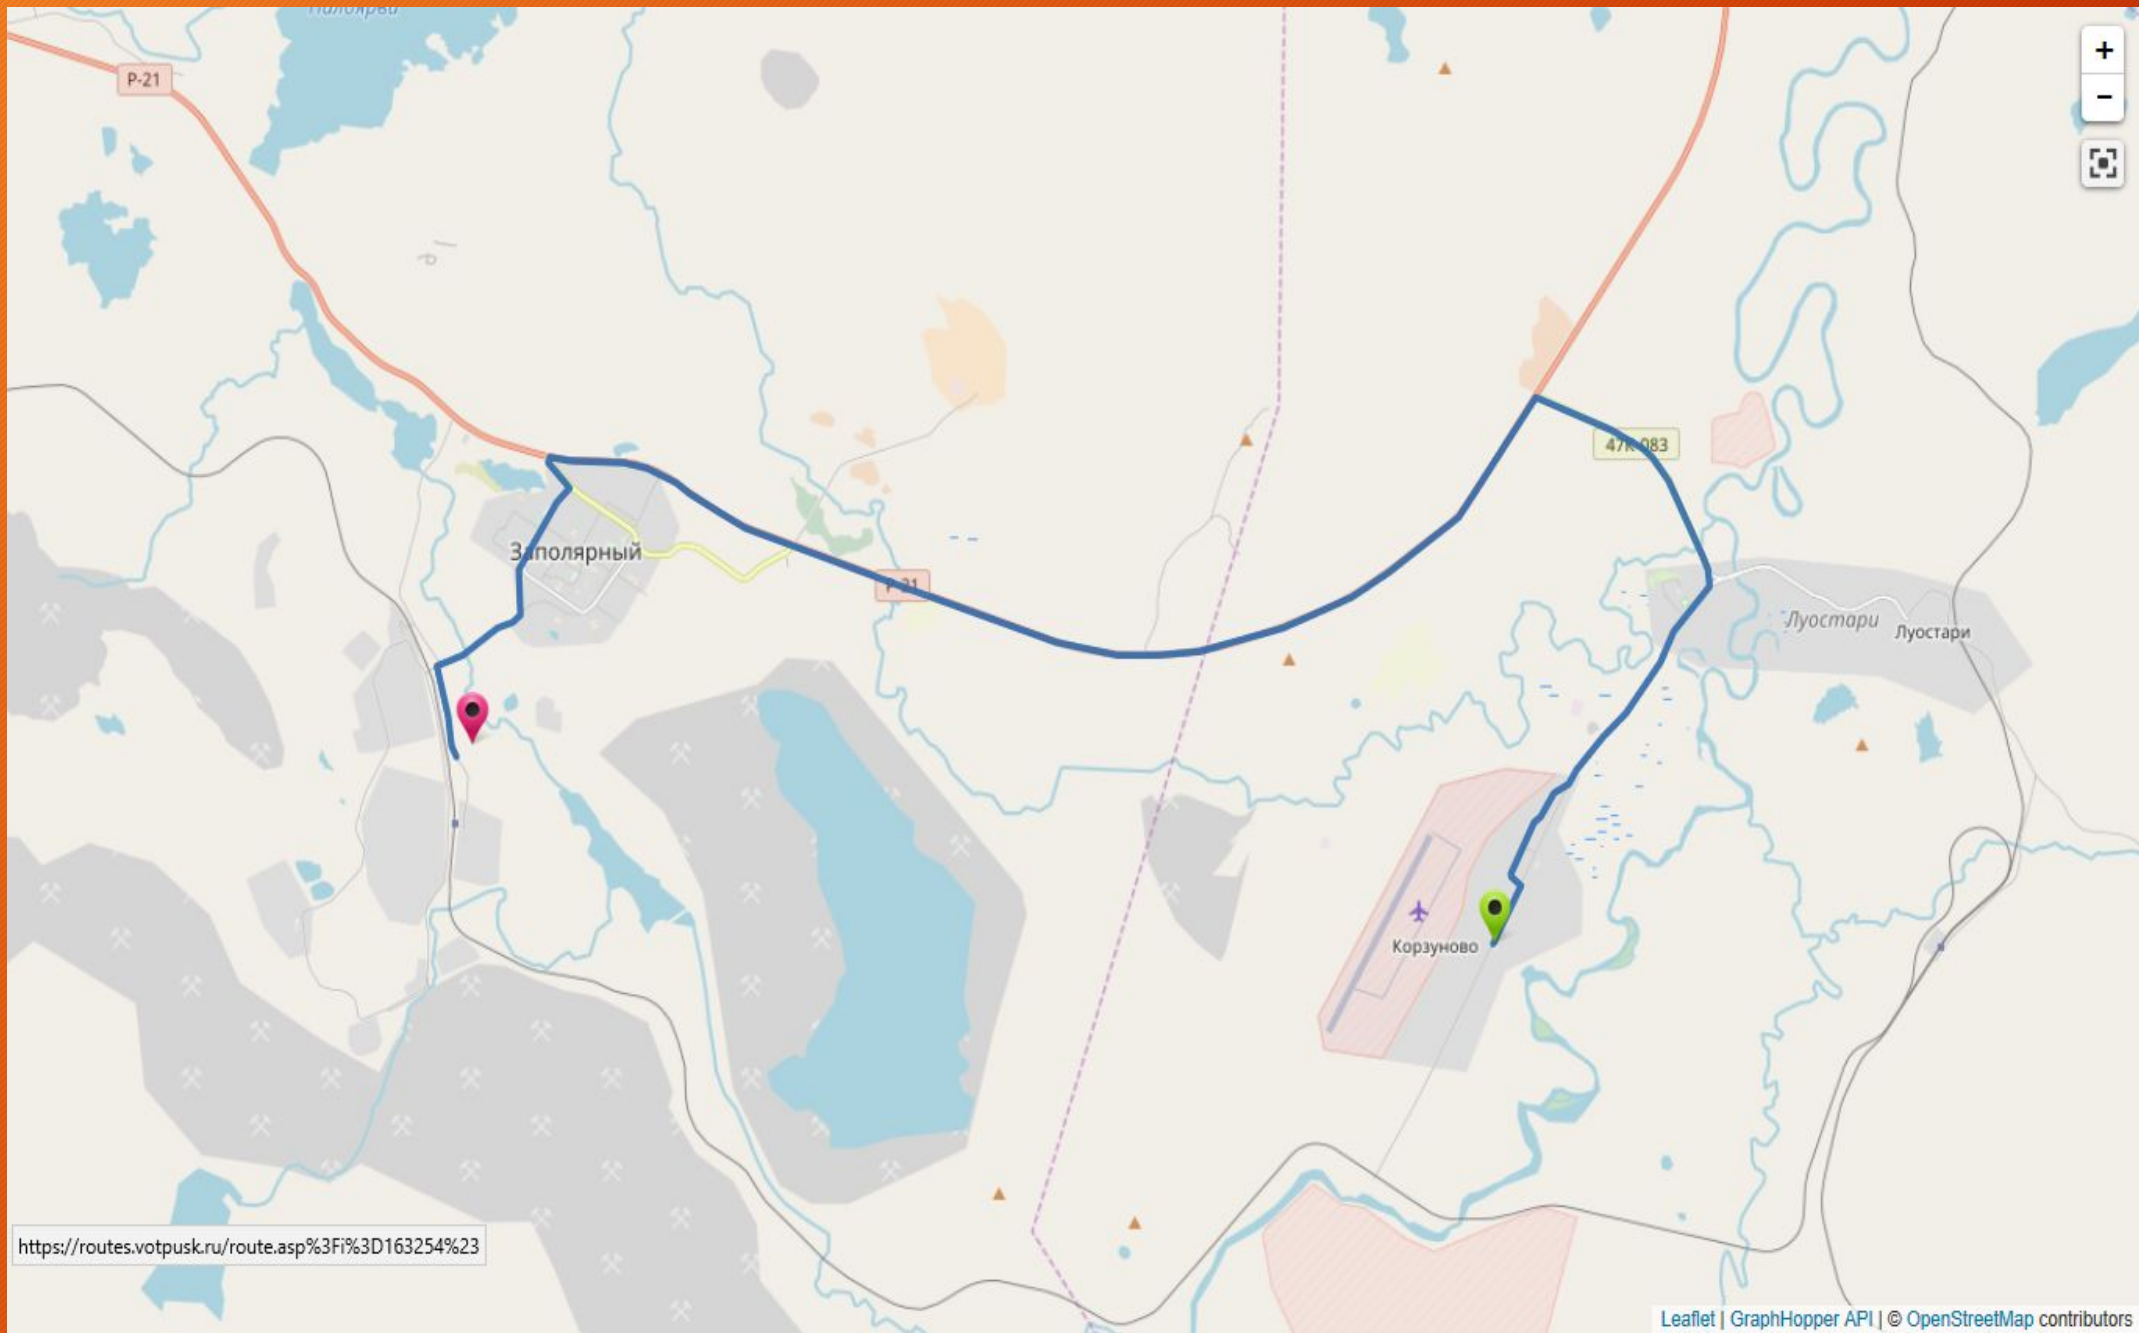 Палоярви
P-21
+
−
47К-083
Заполярный
P-21
Луостари
Луостари
Корзуново
https://routes.votpusk.ru/route.asp%3Fi%3D163254%23
Leaflet | GraphHopper API | © OpenStreetMap contributors